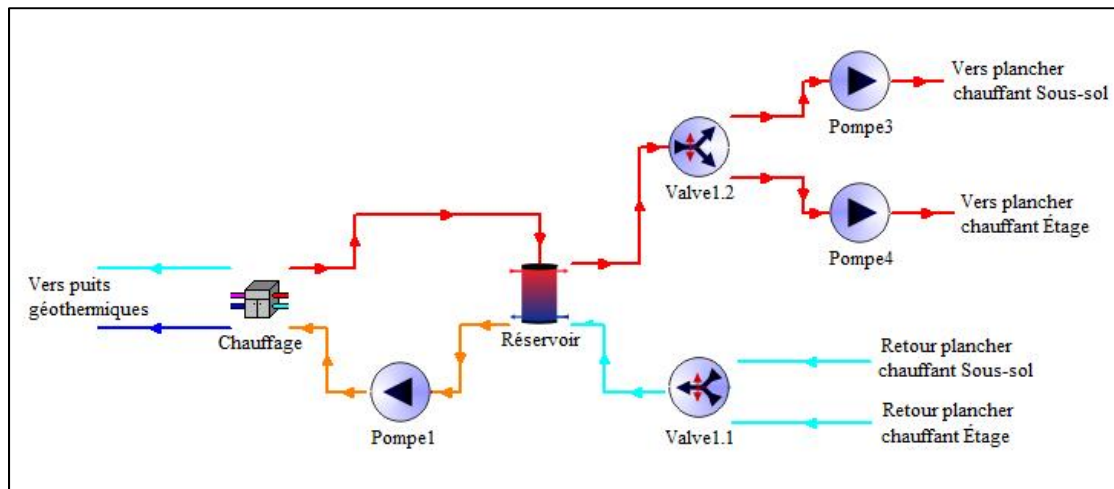 Vers plancher
chauffant Sous-sol
Pompe3
Valve1.2
Vers plancher
chauffant Étage
Pompe4
Vers puits
géothermiques
Chauffage
Réservoir
Retour plancher
chauffant Sous-sol
Pompe1
Valve1.1
Retour plancher
chauffant Étage